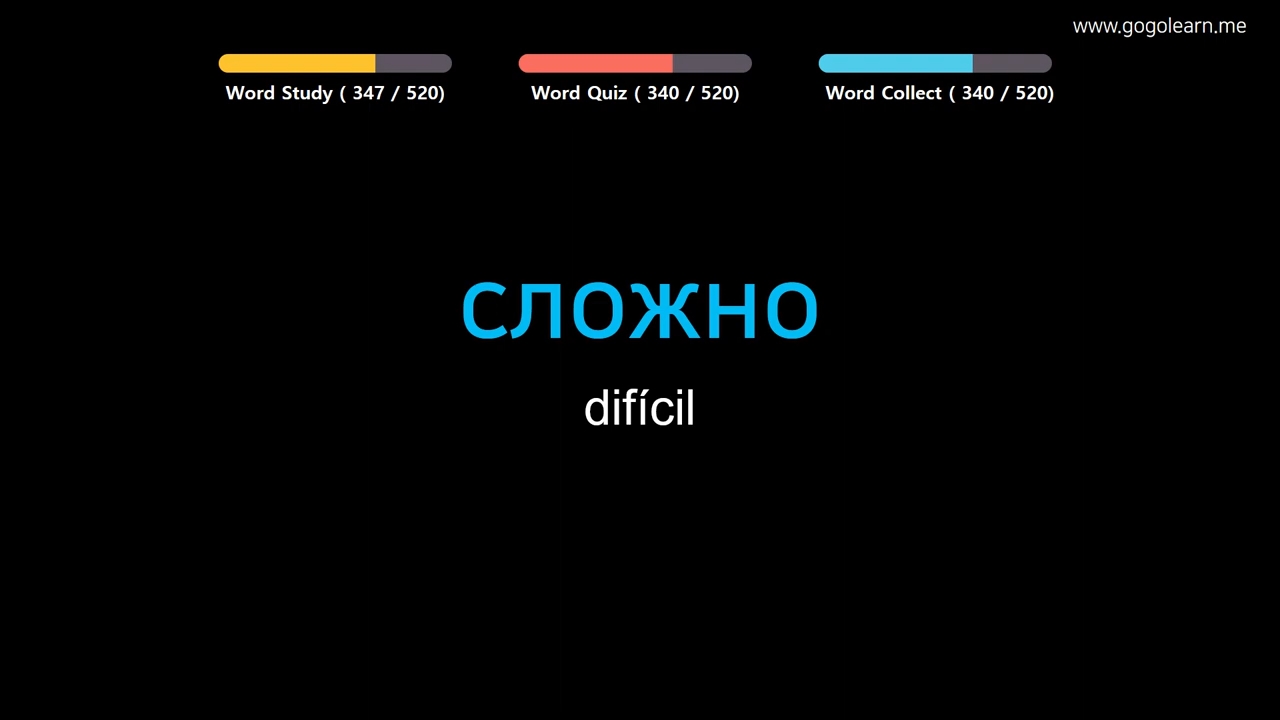 www.gogolearn.me
Word Study ( 347 / 520)
Word Quiz ( 340 / 520)
Word Collect ( 340 / 520)
сложно
difícil